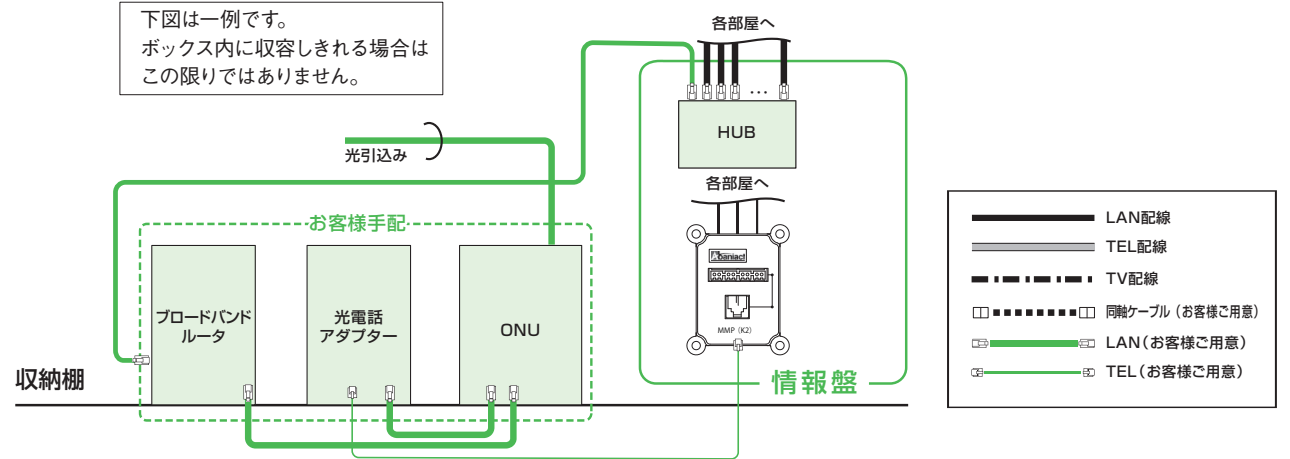 下図は一例です。
ボックス内に収容しきれる場合は
この限りではありません。
各部屋へ
…
HUB
光引込み
各部屋へ
お客様手配
baniact
MMP（K2）
ブロードバンド
ルータ
光電話
アダプター
ONU
収納棚
情報盤
LAN配線
TEL配線
TV配線
同軸ケーブル（お客様ご用意）
LAN（お客様ご用意）
TEL（お客様ご用意）